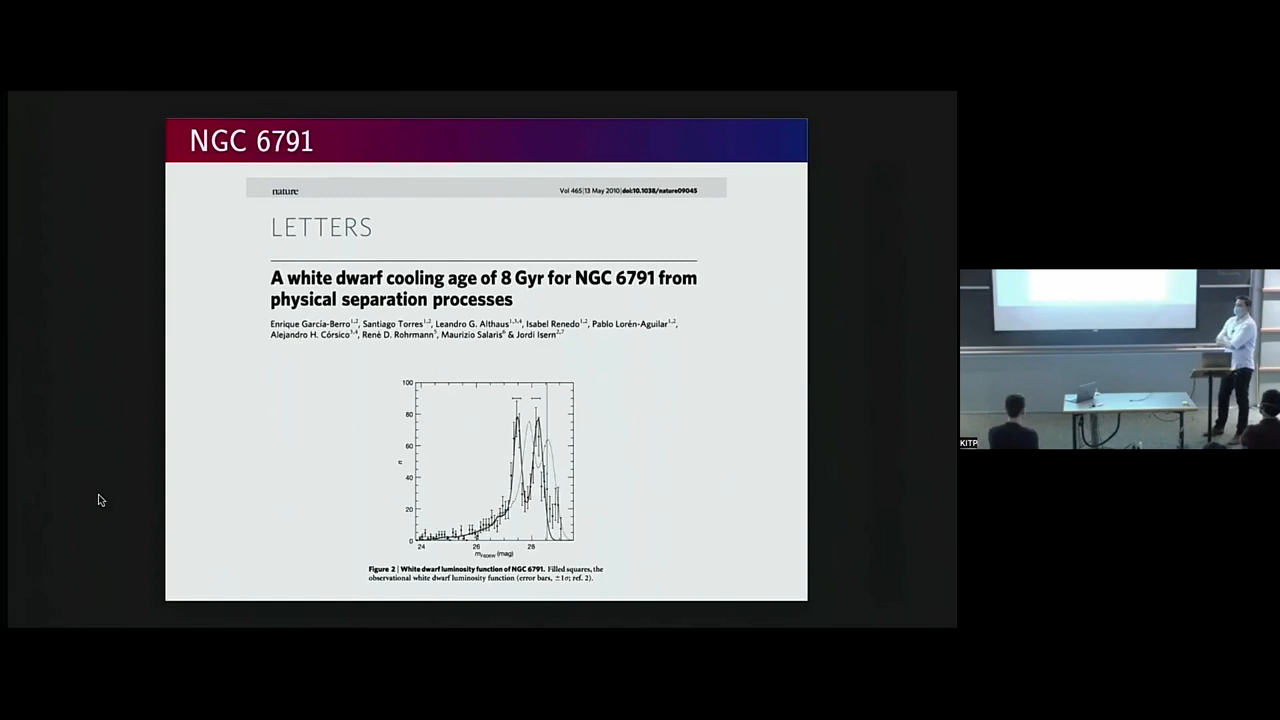 NGC 6791
nature
Vol 465|13 May 2010|doi:10.1038/nature09045
LETTERS
A white dwarf cooling age of 8 Gyr for NGC 6791 from
physical separation processes
Enrique García-Berro1,2, Santiago Torres1,2, Leandro G. Althaus1,3,4, Isabel Renedo1,2, Pablo Lorén-Aguilar1,2,
Alejandro H. Córsico3,4, René D. Rohrmann5, Maurizio Salaris6 & Jordi Isern2,7
100
80
60
n
40
20
0
24 26 28
mF606W (mag)
Figure 2 | White dwarf luminosity function of NGC 6791. Filled squares, the
observational white dwarf luminosity function (error bars, ±1σ; ref. 2).
KITP